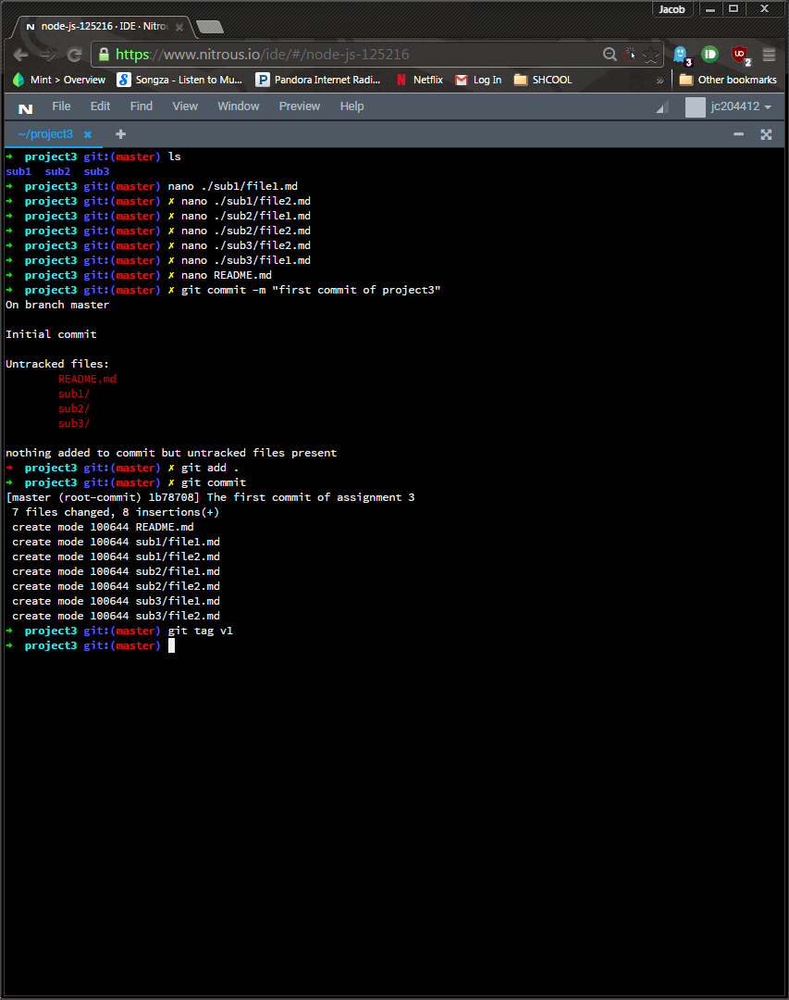 Jacob
node-js-125216 · IDE · Nitrou
https://www.nitrous.io/ide/#/node-js-125216
3
2
Mint > Overview
Songza - Listen to Mu...
Pandora Internet Radi...
Netflix
Log In
SHCOOL
»
Other bookmarks
N File Edit Find View Window Preview Help jc204412
~/project3 × +
➜ project3 git:(master) ls
sub1 sub2 sub3
➜ project3 git:(master) nano ./sub1/file1.md
➜ project3 git:(master) ✗ nano ./sub1/file2.md
➜ project3 git:(master) ✗ nano ./sub2/file1.md
➜ project3 git:(master) ✗ nano ./sub2/file2.md
➜ project3 git:(master) ✗ nano ./sub3/file2.md
➜ project3 git:(master) ✗ nano ./sub3/file1.md
➜ project3 git:(master) ✗ nano README.md
➜ project3 git:(master) ✗ git commit -m "first commit of project3"
On branch master
Initial commit
Untracked files:
README.md
sub1/
sub2/
sub3/
nothing added to commit but untracked files present
➜ project3 git:(master) ✗ git add .
➜ project3 git:(master) ✗ git commit
[master (root-commit) 1b78708] The first commit of assignment 3
7 files changed, 8 insertions(+)
create mode 100644 README.md
create mode 100644 sub1/file1.md
create mode 100644 sub1/file2.md
create mode 100644 sub2/file1.md
create mode 100644 sub2/file2.md
create mode 100644 sub3/file1.md
create mode 100644 sub3/file2.md
➜ project3 git:(master) git tag v1
➜ project3 git:(master)